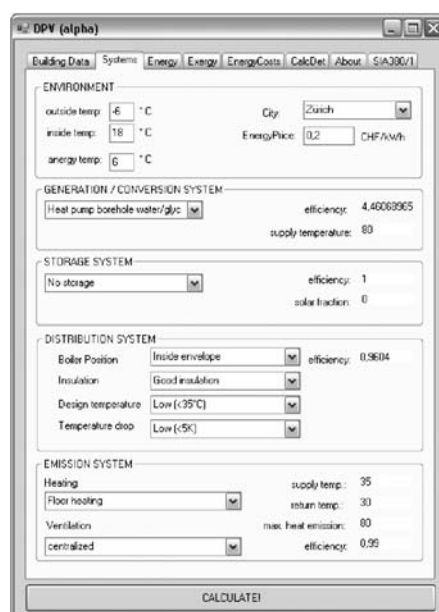 DPV (alpha)
Building Data Systems Energy Exergy EnergyCosts CalcDet About SIA380/1
ENVIRONMENT
outside temp: -6 °C City: Zürich
inside temp: 18 °C EnergyPrice: 0,2 CHF/kWh
anergy temp: 6 °C
GENERATION / CONVERSION SYSTEM
Heat pump borehole water/glyc efficiency: 4,46068965
supply temperature: 80
STORAGE SYSTEM
No storage efficiency: 1
solar fraction: 0
DISTRIBUTION SYSTEM
Boiler Position Inside envelope efficiency: 0,9604
Insulation Good insulation
Design temperature Low (<35°C)
Temperature drop Low (<5K)
EMISSION SYSTEM
Heating supply temp.: 35
Floor heating return temp.: 30
Ventilation max. heat emission: 80
centralized efficiency: 0,99
CALCULATE!